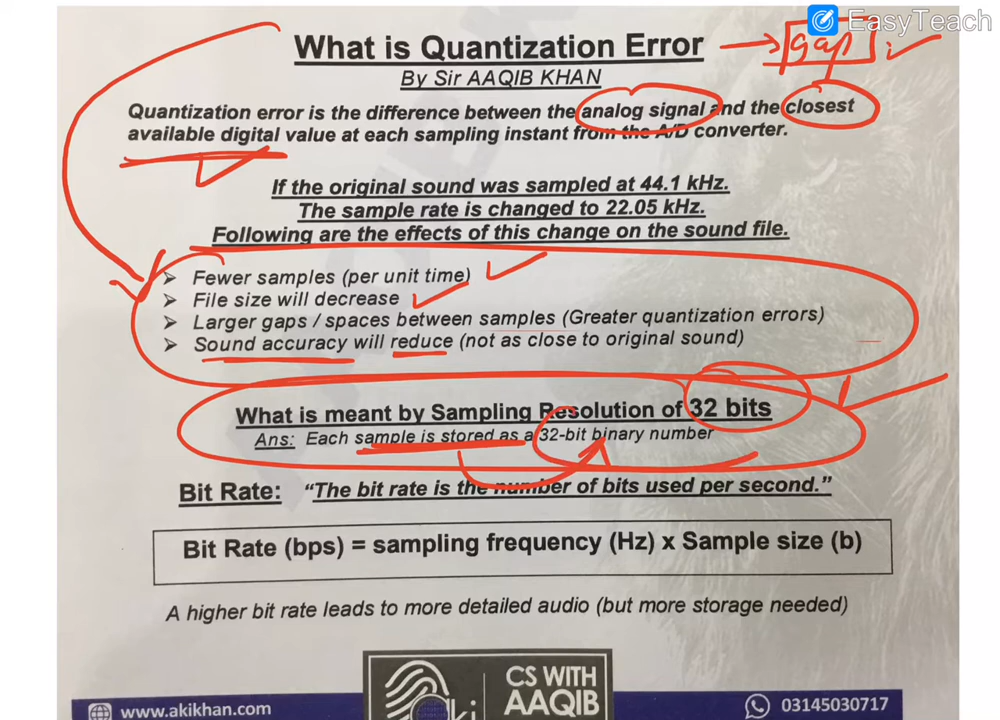 EasyTeach
What is Quantization Error → gap
By Sir AAQIB KHAN
Quantization error is the difference between the analog signal and the closest
available digital value at each sampling instant from the A/D converter.
If the original sound was sampled at 44.1 kHz.
The sample rate is changed to 22.05 kHz.
Following are the effects of this change on the sound file.
➢ Fewer samples (per unit time)
➢ File size will decrease
➢ Larger gaps / spaces between samples (Greater quantization errors)
➢ Sound accuracy will reduce (not as close to original sound)
What is meant by Sampling Resolution of 32 bits
Ans: Each sample is stored as a 32-bit binary number
Bit Rate: “The bit rate is the number of bits used per second.”
Bit Rate (bps) = sampling frequency (Hz) x Sample size (b)
A higher bit rate leads to more detailed audio (but more storage needed)
CS WITH
AAQIB
aki
www.akikhan.com
03145030717